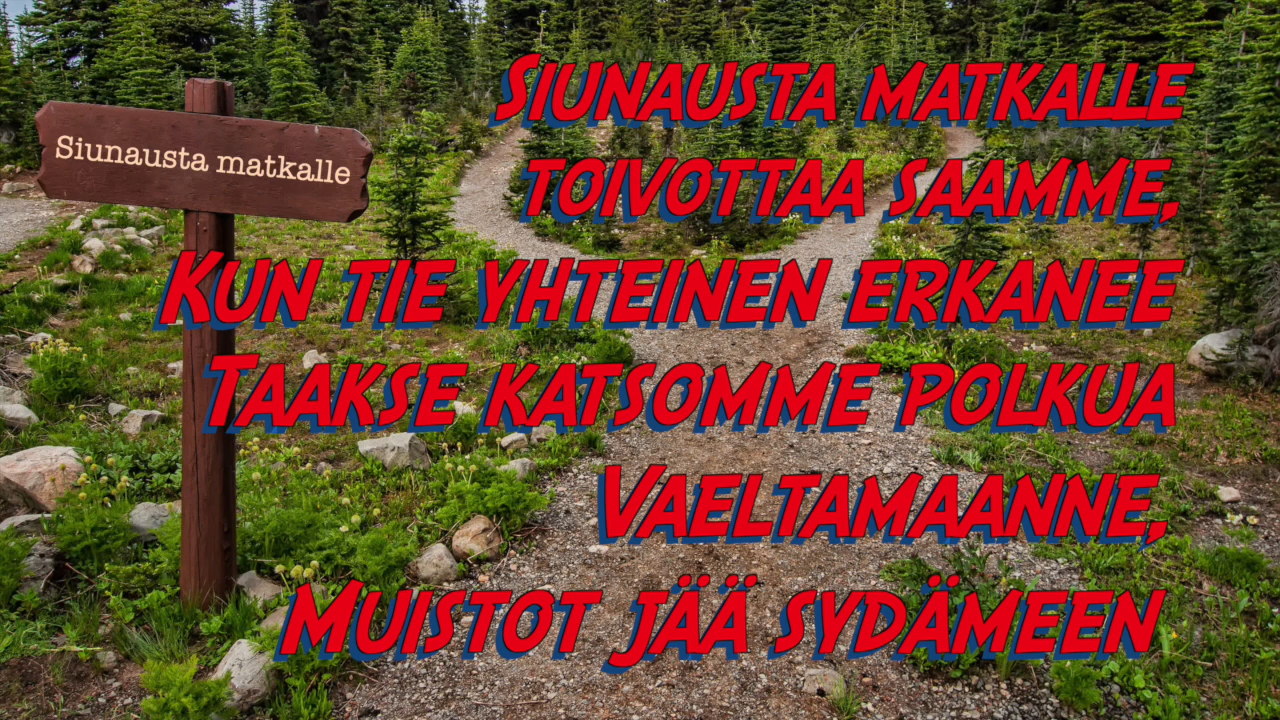 Siunausta matkalle
Siunausta matkalle
toivottaa saamme,
Kun tie yhteinen erkanee
Taakse katsomme polkua
Vaeltamaanne,
Muistot jää sydämeen